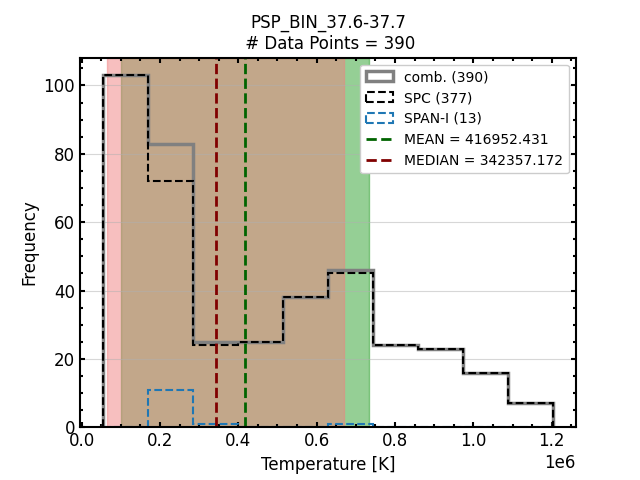 PSP_BIN_37.6-37.7
# Data Points = 390
comb. (390)
SPC (377)
SPAN-I (13)
MEAN = 416952.431
MEDIAN = 342357.172
Frequency
100
80
60
40
20
0
0.0 0.2 0.4 0.6 0.8 1.0 1.2
1e6
Temperature [K]